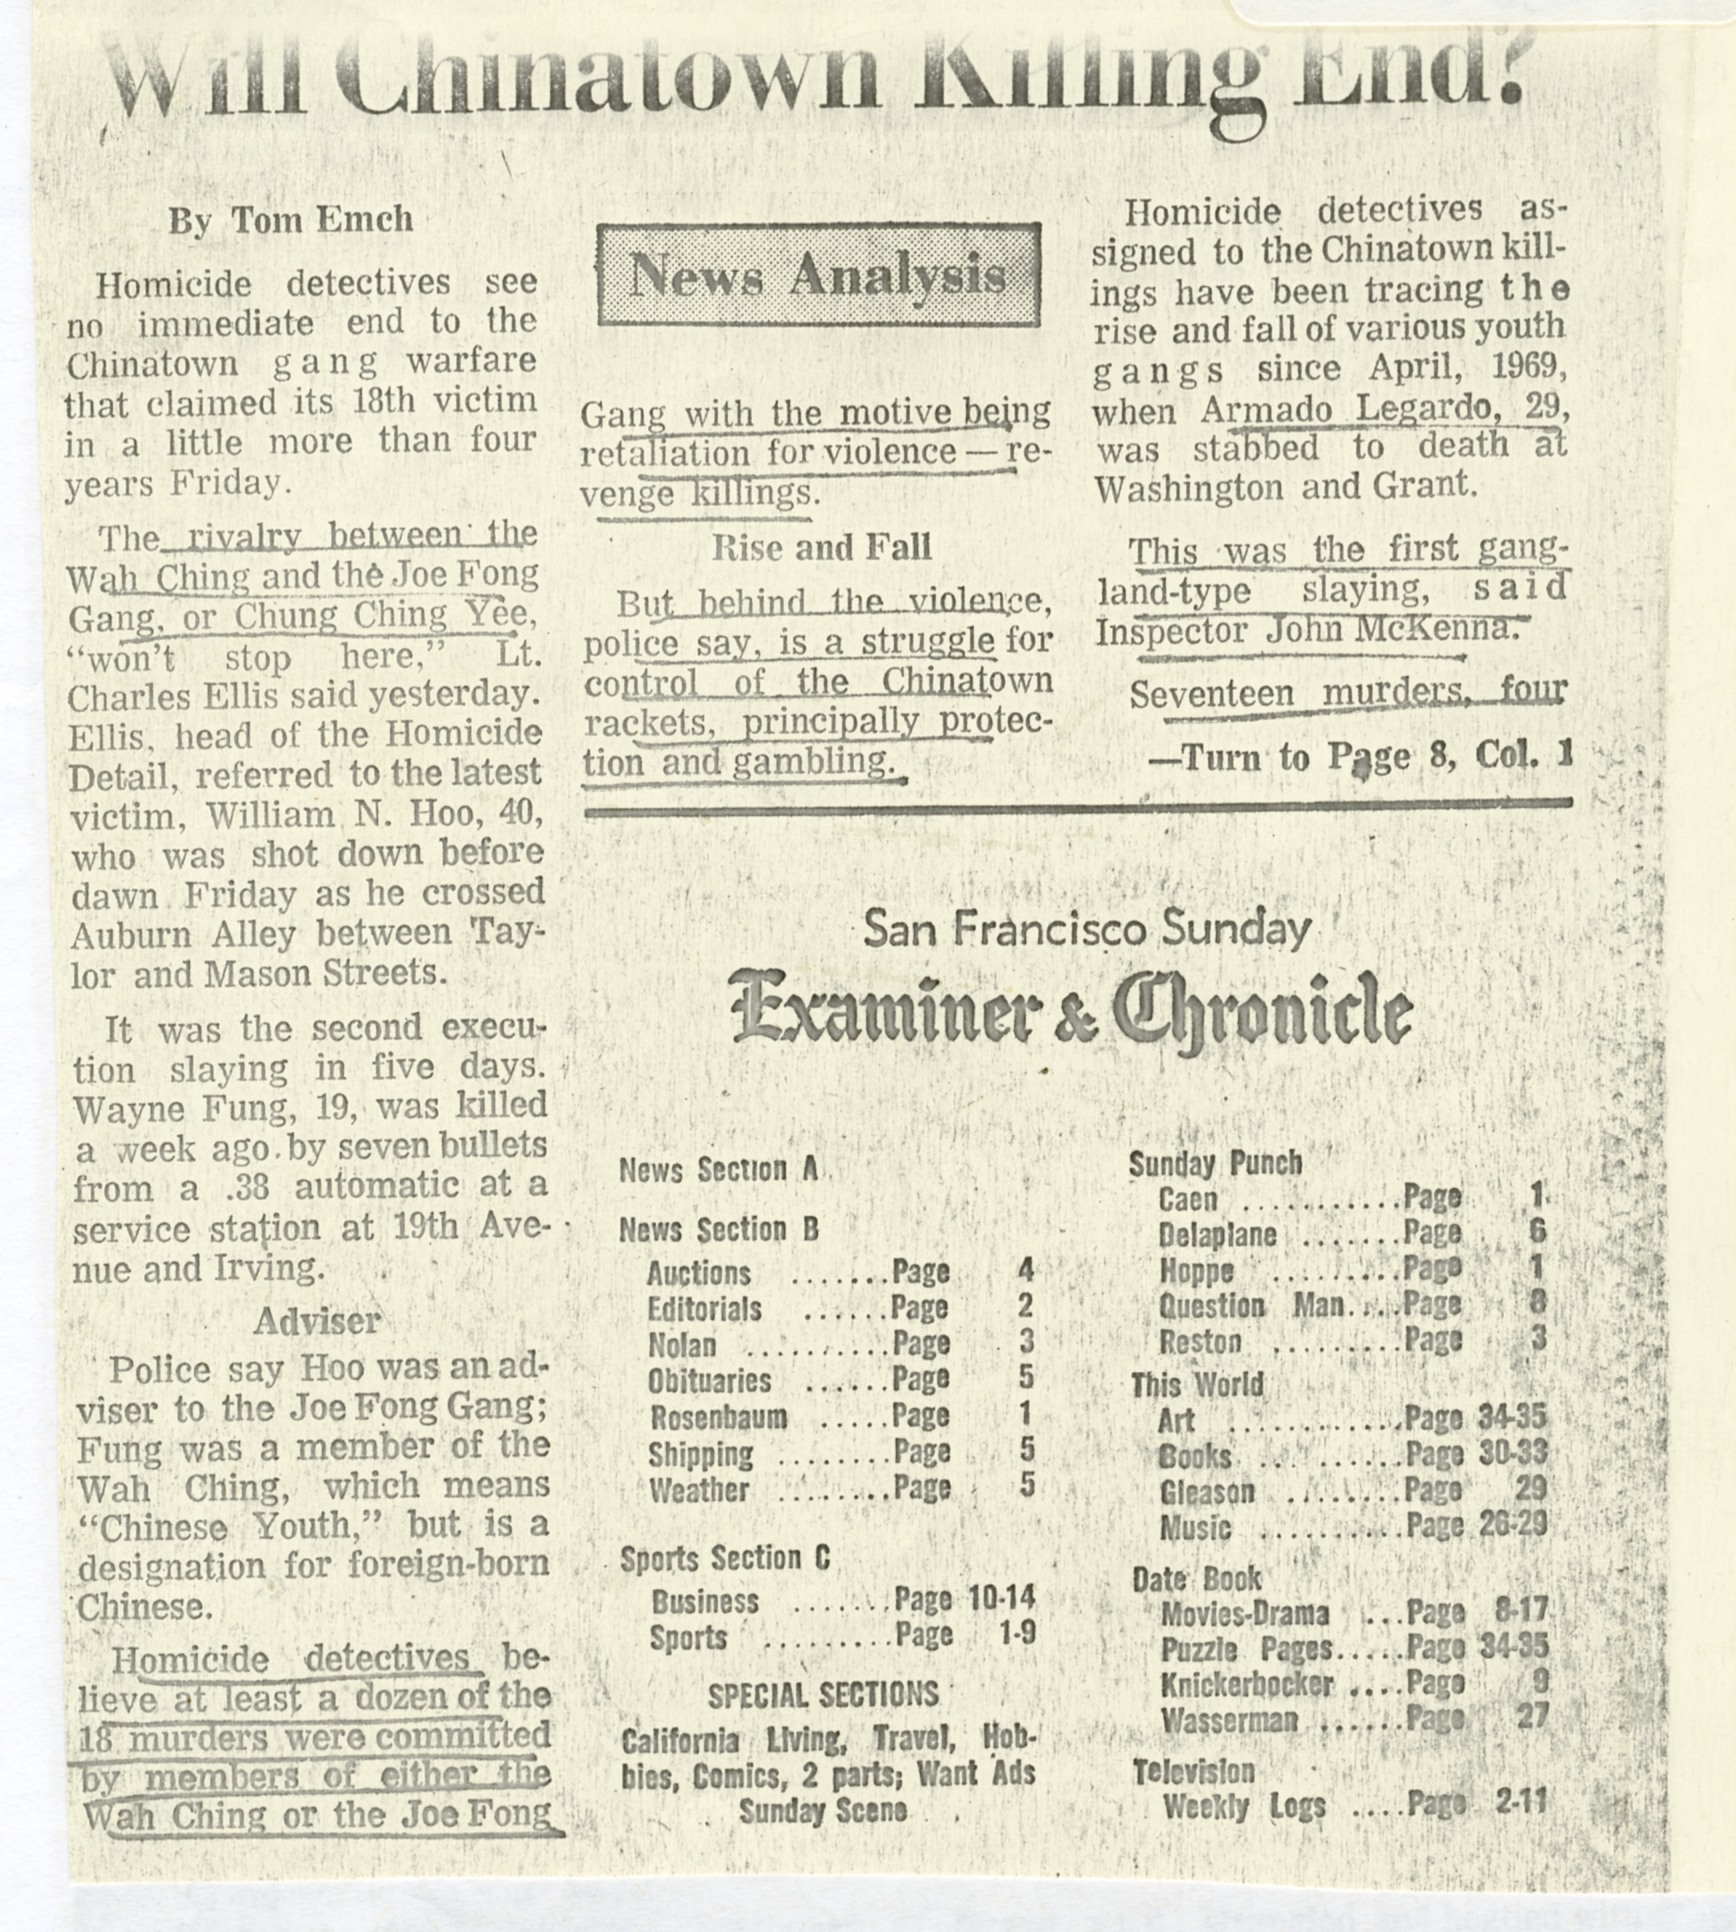 Will Chinatown Killing End?
By Tom Emch
Homicide detectives see
no immediate end to the
Chinatown gang warfare
that claimed its 18th victim
in a little more than four
years Friday.
The rivalry between the
Wah Ching and the Joe Fong
Gang, or Chung Ching Yee,
“won’t stop here,” Lt.
Charles Ellis said yesterday.
Ellis, head of the Homicide
Detail, referred to the latest
victim, William N. Hoo, 40,
who was shot down before
dawn Friday as he crossed
Auburn Alley between Tay-
lor and Mason Streets.
It was the second execu-
tion slaying in five days.
Wayne Fung, 19, was killed
a week ago by seven bullets
from a .38 automatic at a
service station at 19th Ave-
nue and Irving.
Adviser
Police say Hoo was an ad-
viser to the Joe Fong Gang;
Fung was a member of the
Wah Ching, which means
“Chinese Youth,” but is a
designation for foreign-born
Chinese.
Homicide detectives be-
lieve at least a dozen of the
18 murders were committed
by members of either the
Wah Ching or the Joe Fong
News Analysis
Gang with the motive being
retaliation for violence — re-
venge killings.
Rise and Fall
But behind the violence,
police say, is a struggle for
control of the Chinatown
rackets, principally protec-
tion and gambling.
Homicide detectives as-
signed to the Chinatown kill-
ings have been tracing the
rise and fall of various youth
gangs since April, 1969,
when Armado Legardo, 29,
was stabbed to death at
Washington and Grant.
This was the first gang-
land-type slaying, said
Inspector John McKenna.
Seventeen murders, four
—Turn to Page 8, Col. 1
San Francisco Sunday
Examiner & Chronicle
News Section A
News Section B
Auctions .......Page 4
Editorials ......Page 2
Nolan ..........Page 3
Obituaries ......Page 5
Rosenbaum .....Page 1
Shipping ........Page 5
Weather ........Page 5
Sports Section C
Business .......Page 10-14
Sports .........Page 1-9
SPECIAL SECTIONS
California Living, Travel, Hob-
bies, Comics, 2 parts; Want Ads
Sunday Scene
Sunday Punch
Caen ...........Page 1
Delaplane .......Page 6
Hoppe .........Page 1
Question Man....Page 8
Reston .........Page 3
This World
Art ............Page 34-35
Books ... ......Page 30-33
Gleason ........Page 29
Music ..........Page 26-29
Date Book
Movies-Drama ...Page 8-17
Puzzle Pages.....Page 34-35
Knickerbocker ....Page 9
Wasserman ......Page 27
Television
Weekly Logs ....Page 2-11